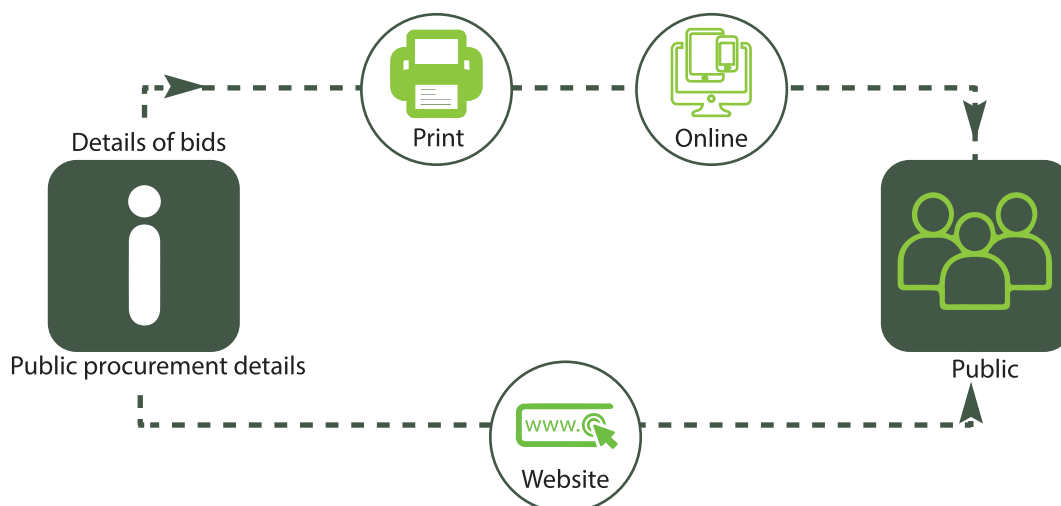 Print
Online
Details of bids
Public procurement details
Public
www.
Website